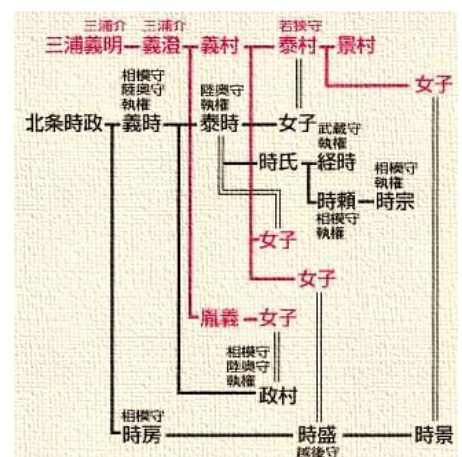 三浦介 三浦介 若狭守
三浦義明 義澄 義村 泰村 景村
相模守
陸奥守
執権
陸奥守
執権
女子
北条時政 義時 泰時 女子
武蔵守
執権
時氏 経時
相模守
執権
時頼 時宗
相模守
執権
女子
女子
胤義 女子
相模守
陸奥守
執権
政村
相模守
時房 時盛 時景
越後守